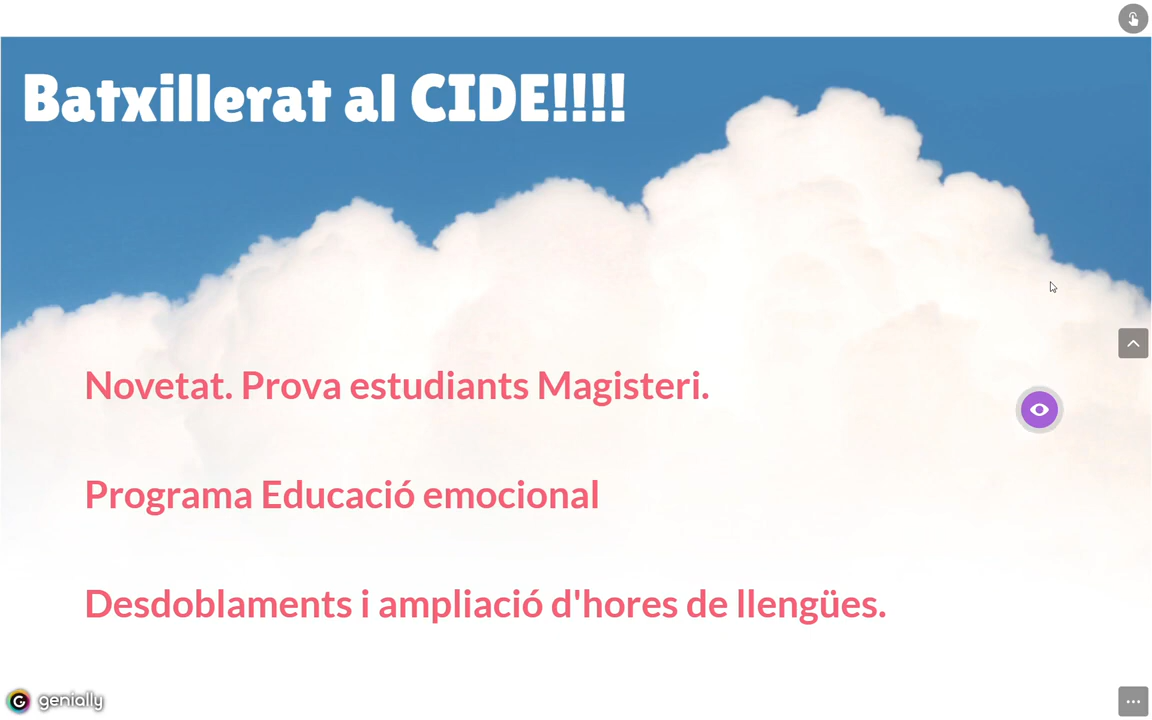 Batxillerat al CIDE!!!!
Novetat. Prova estudiants Magisteri.
Programa Educació emocional
Desdoblaments i ampliació d'hores de llengües.
genially